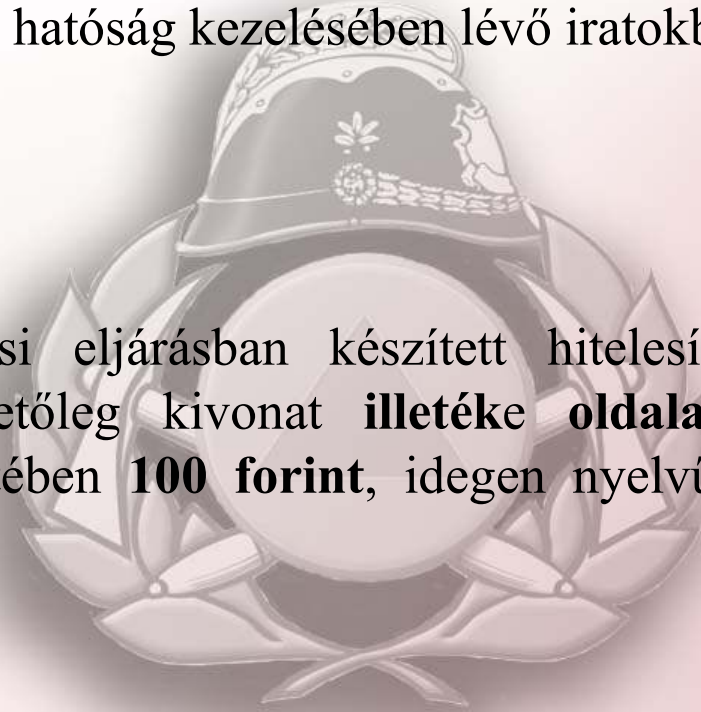 hatóság kezelésében lévő iratokb
si eljárásban készített hitelesí
etőleg kivonat illetéke oldala
ében 100 forint, idegen nyelvű